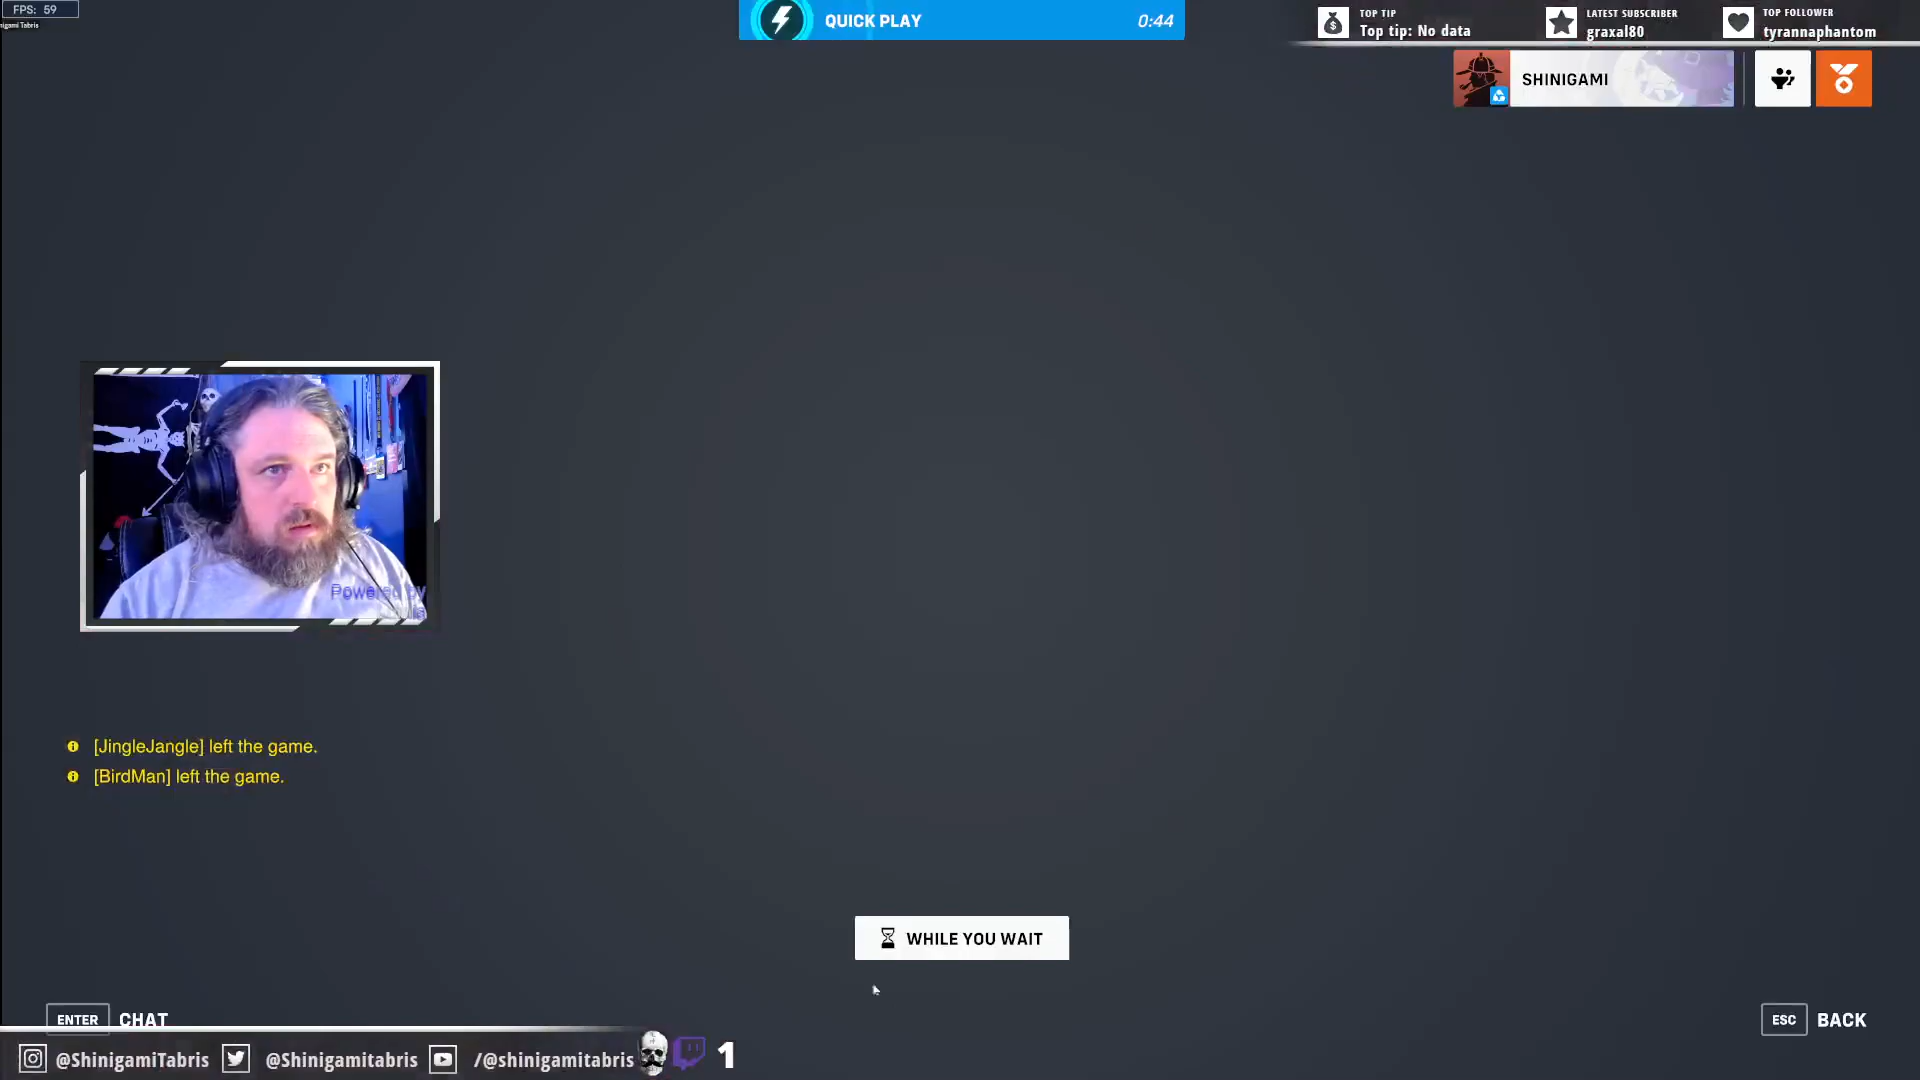 FPS: 59
QUICK PLAY
0:44
TOP TIP
Top tip: No data
LATEST SUBSCRIBER
graxal80
TOP FOLLOWER
tyrannaphantom
SHINIGAMI
Powered by
[JingleJangle] left the game.
[BirdMan] left the game.
WHILE YOU WAIT
ENTER CHAT
ESC BACK
@ShinigamiTabris
@Shinigamitabris
/@shinigamitabris
1